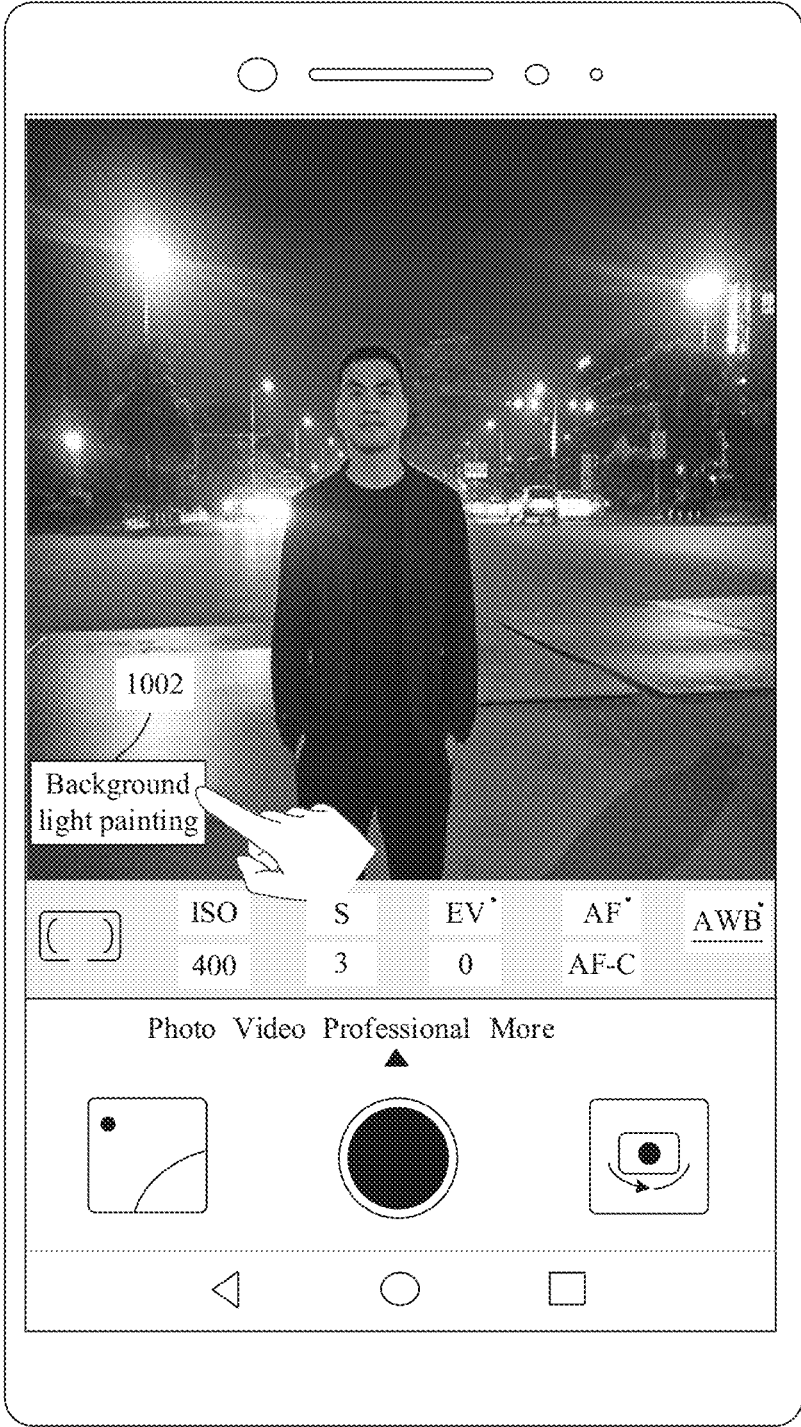 1002
Background
light painting
ISO S EV AF AWB
400 3 0 AF-C
Photo Video Professional More